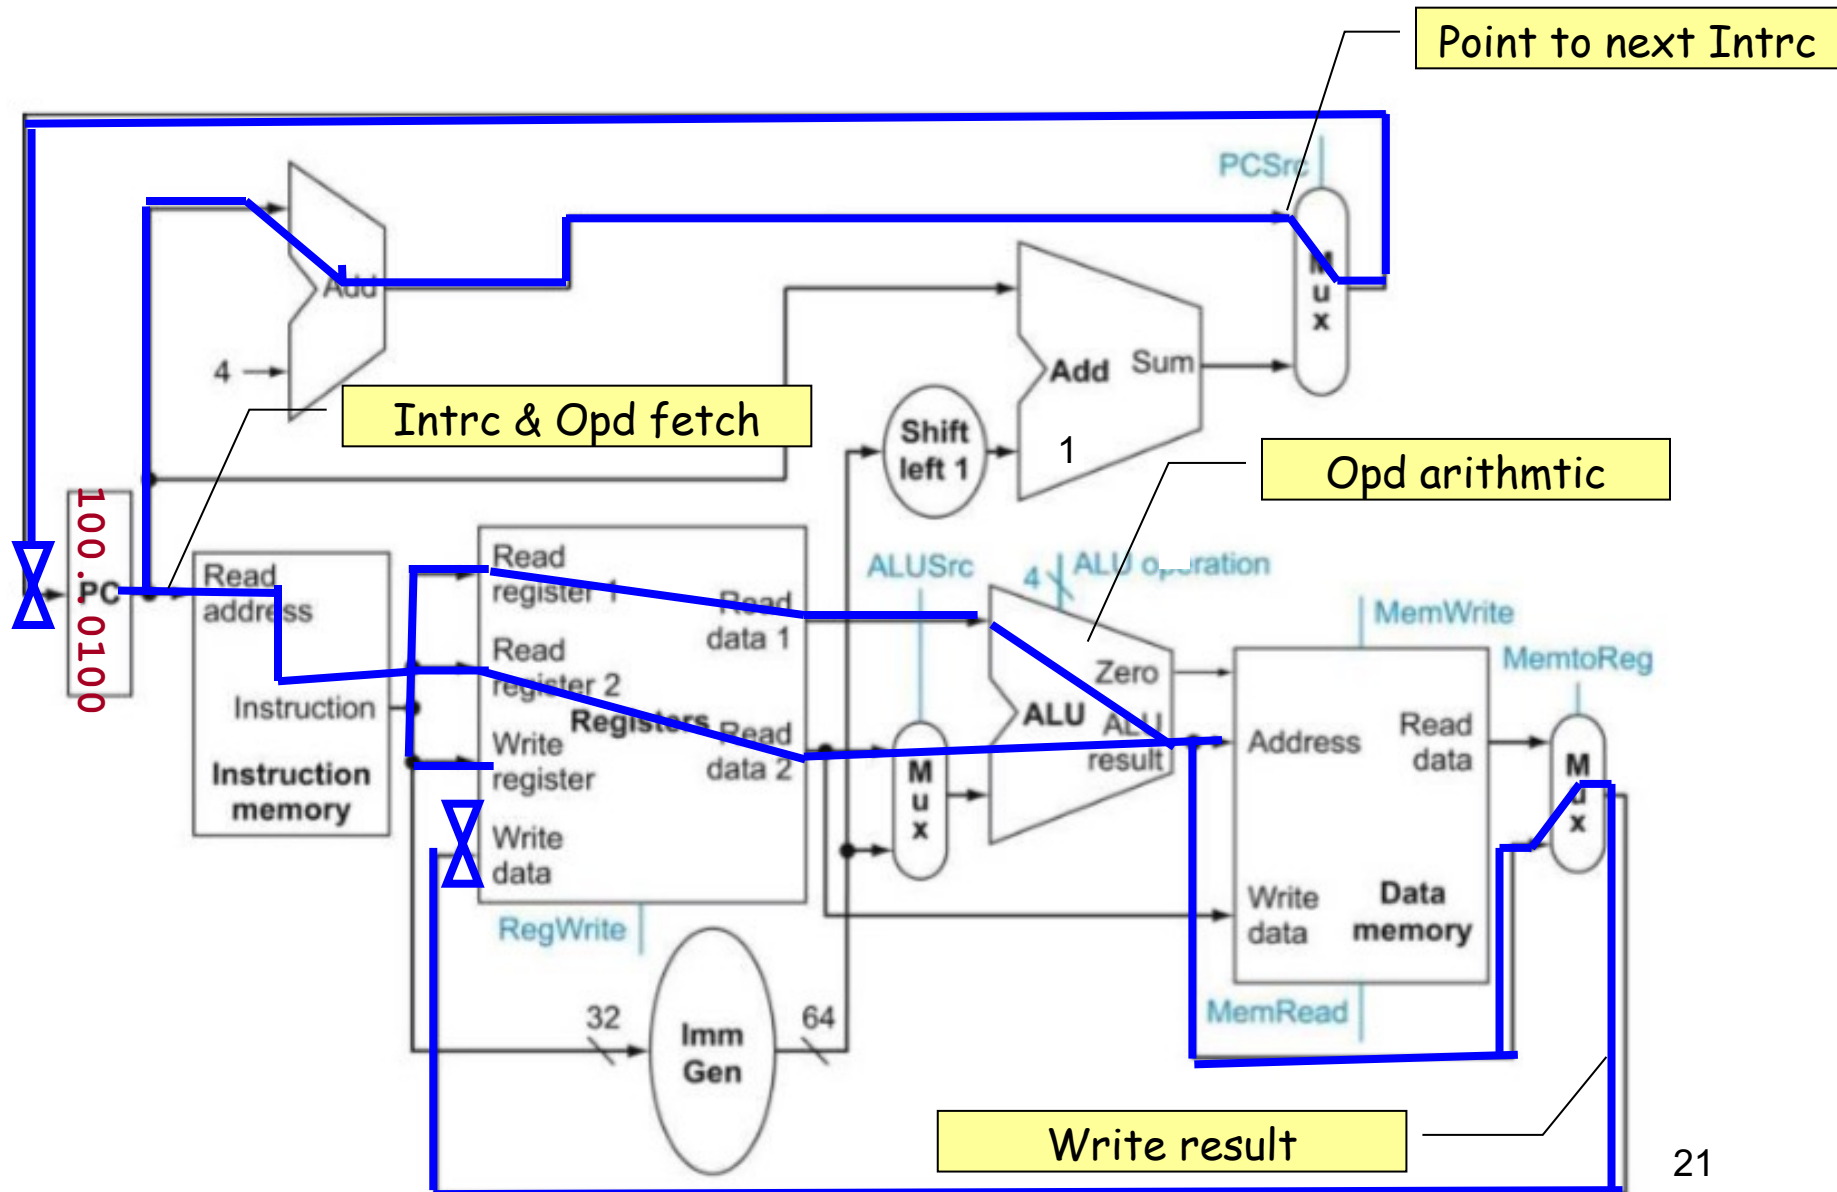 Point to next Intrc
PCSrc
Add
M
u
x
4
Add
Sum
Intrc & Opd fetch
Shift
left 1
1
Opd arithmtic
100..0100
PC
Read
address
Instruction
Instruction
memory
Read
register 1
Read
data 1
Read
register 2
Registers
Write
register
Read
data 2
Write
data
RegWrite
ALUSrc
M
u
x
4
ALU operation
Zero
ALU
ALU
result
MemWrite
MemtoReg
Address
Read
data
M
u
x
Write
data
Data
memory
MemRead
32
Imm
Gen
64
Write result
21